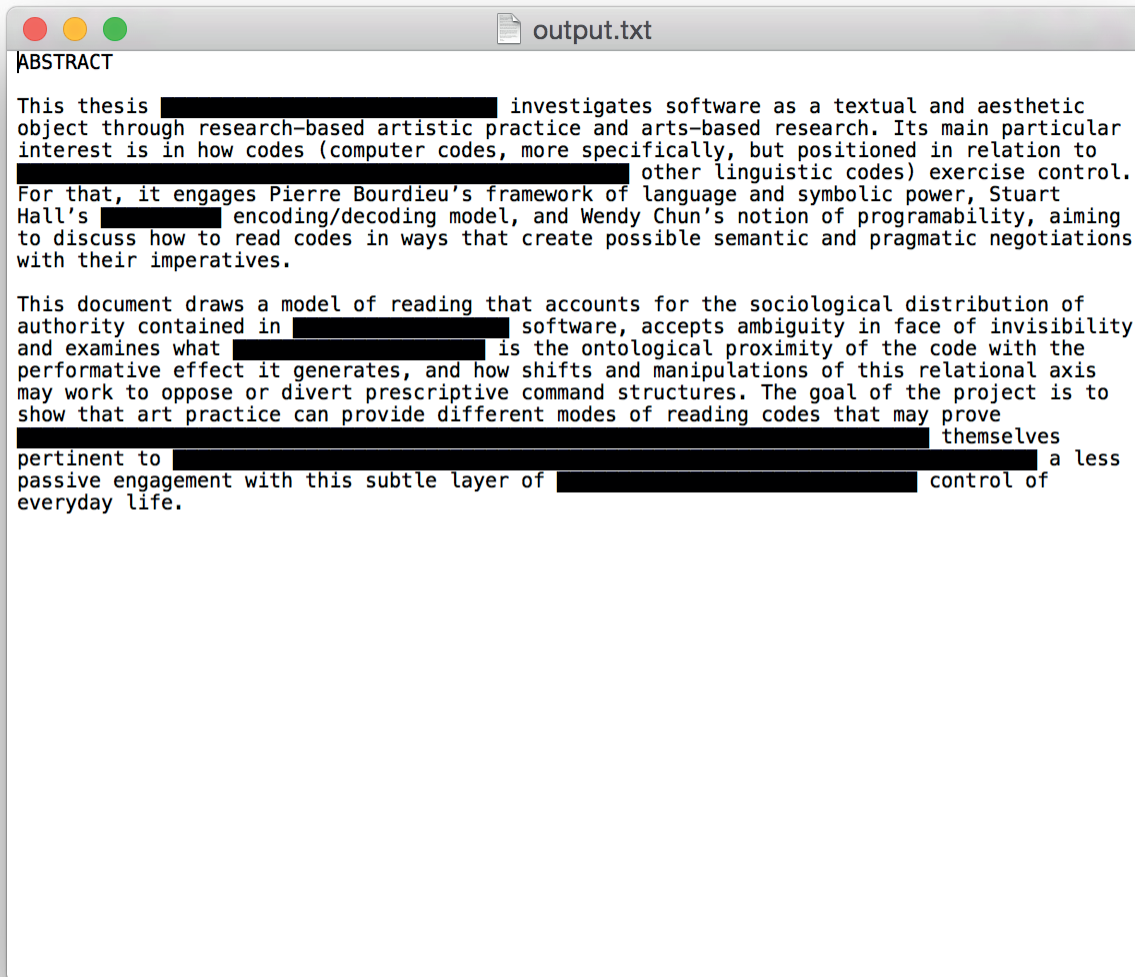 output.txt
ABSTRACT
This thesis investigates software as a textual and aesthetic
object through research-based artistic practice and arts-based research. Its main particular
interest is in how codes (computer codes, more specifically, but positioned in relation to
other linguistic codes) exercise control.
For that, it engages Pierre Bourdieu’s framework of language and symbolic power, Stuart
Hall’s encoding/decoding model, and Wendy Chun’s notion of programability, aiming
to discuss how to read codes in ways that create possible semantic and pragmatic negotiations
with their imperatives.
This document draws a model of reading that accounts for the sociological distribution of
authority contained in software, accepts ambiguity in face of invisibility
and examines what is the ontological proximity of the code with the
performative effect it generates, and how shifts and manipulations of this relational axis
may work to oppose or divert prescriptive command structures. The goal of the project is to
show that art practice can provide different modes of reading codes that may prove
themselves
pertinent to a less
passive engagement with this subtle layer of control of
everyday life.